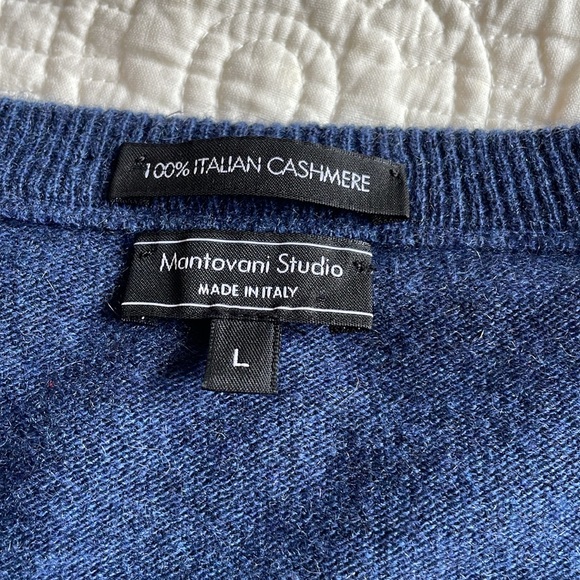 100% ITALIAN CASHMERE
Mantovani Studio
MADE IN ITALY
L